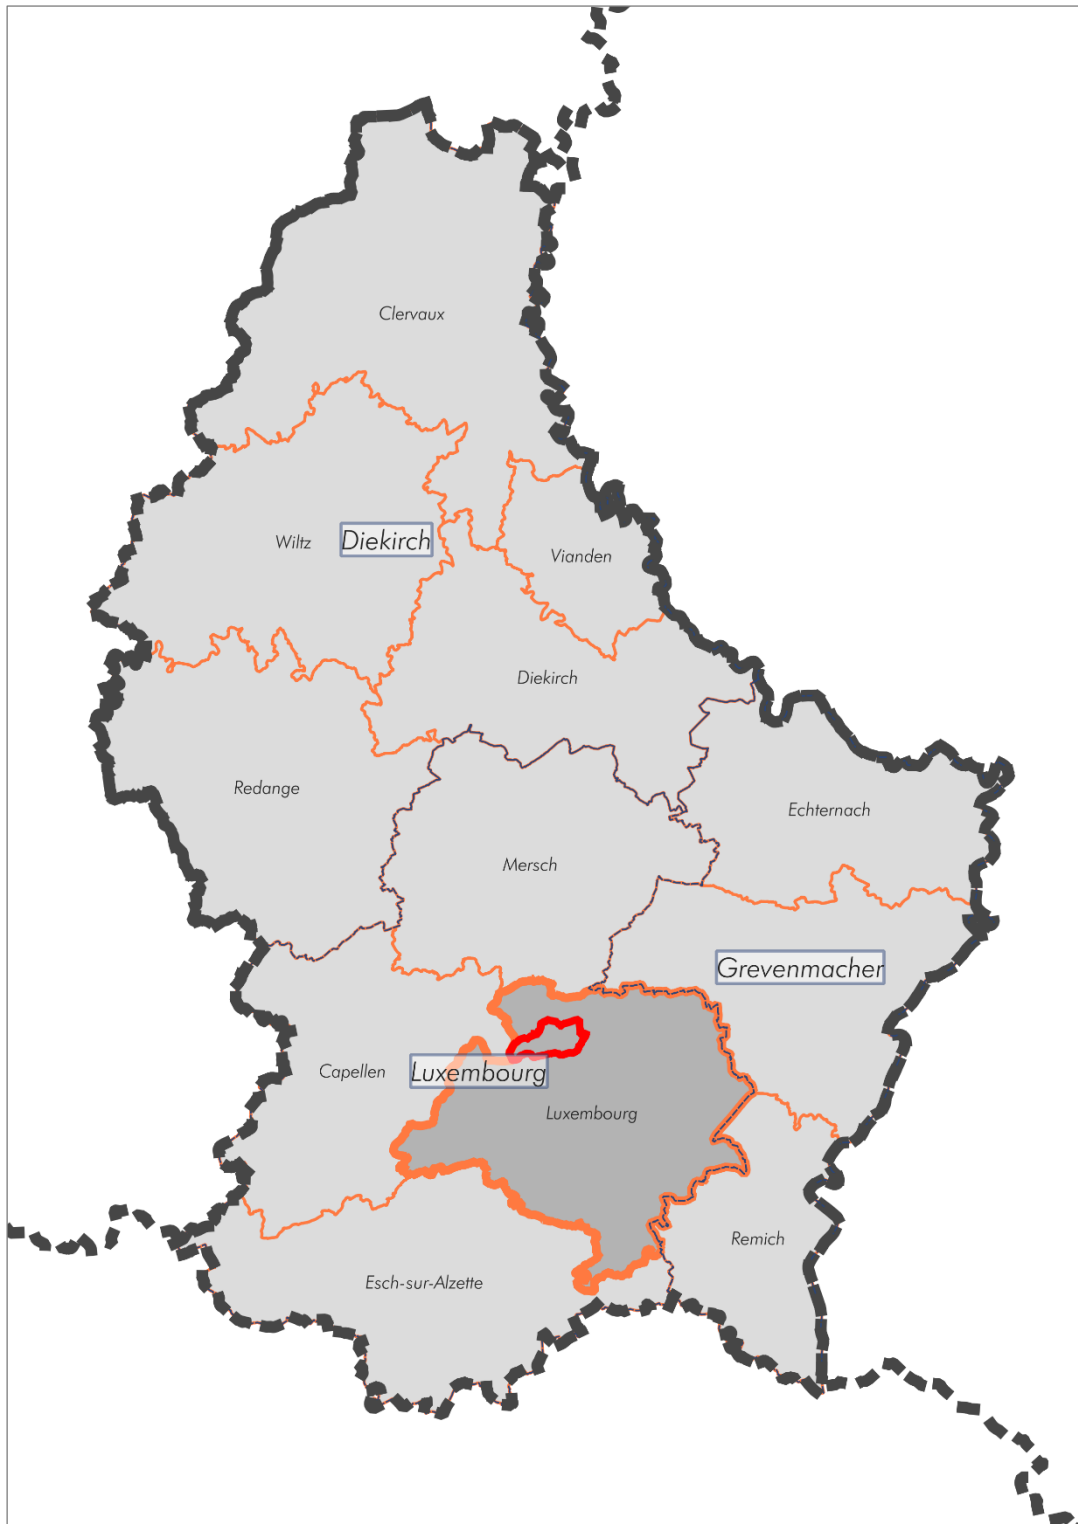 Clervaux
Wiltz
Diekirch
Vianden
Diekirch
Redange
Echternach
Mersch
Grevenmacher
Capellen
Luxembourg
Luxembourg
Remich
Esch-sur-Alzette